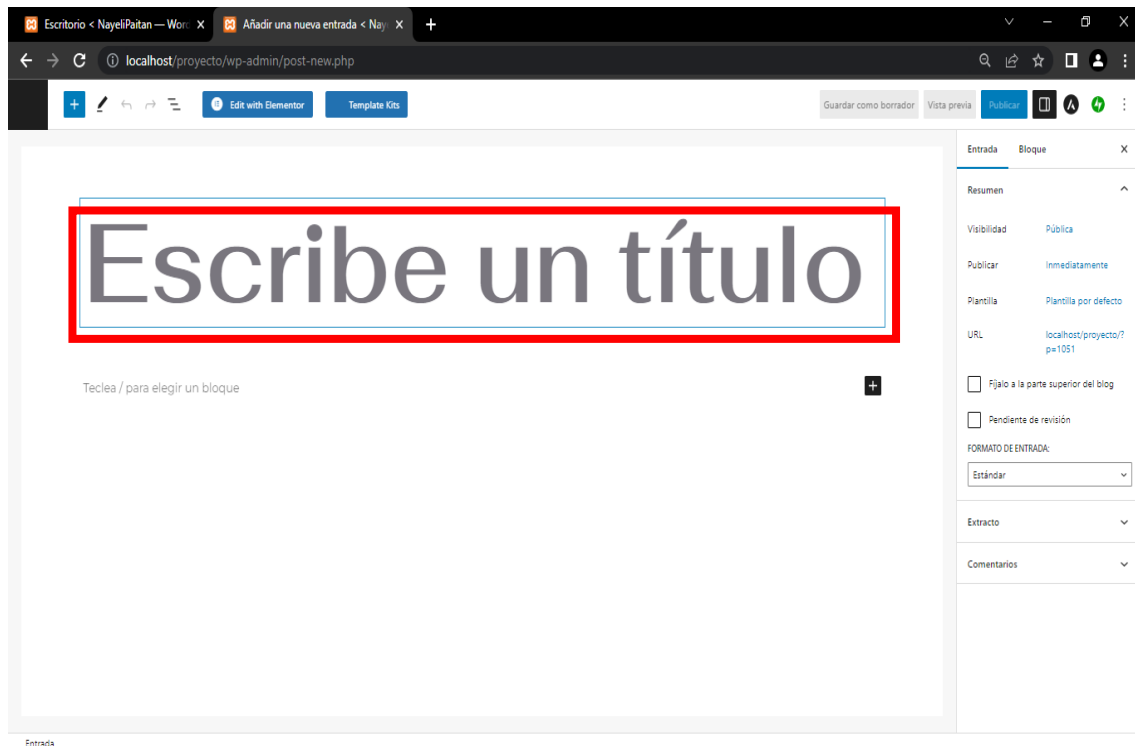 Escritorio < NayeliPaitan — Word
Añadir una nueva entrada < Nay
localhost/proyecto/wp-admin/post-new.php
Edit with Elementor
Template Kits
Guardar como borrador
Vista previa
Publicar
Entrada
Bloque
Resumen
Escribe un título
Visibilidad
Pública
Publicar
Inmediatamente
Plantilla
Plantilla por defecto
URL
localhost/proyecto/?
p=1051
Teclea / para elegir un bloque
Fíjalo a la parte superior del blog
Pendiente de revisión
FORMATO DE ENTRADA:
Estándar
Extracto
Comentarios
Entrada